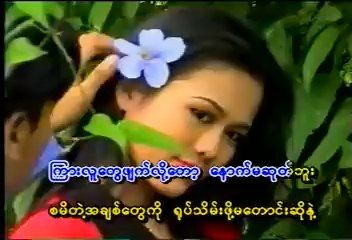 ကြားလူတွေဖျက်လို့တော့ နောက်မဆုတ်ဘူး
စမိတဲ့အချစ်တွေကို ရုပ်သိမ်းဖို့မတောင်းဆိုနဲ့